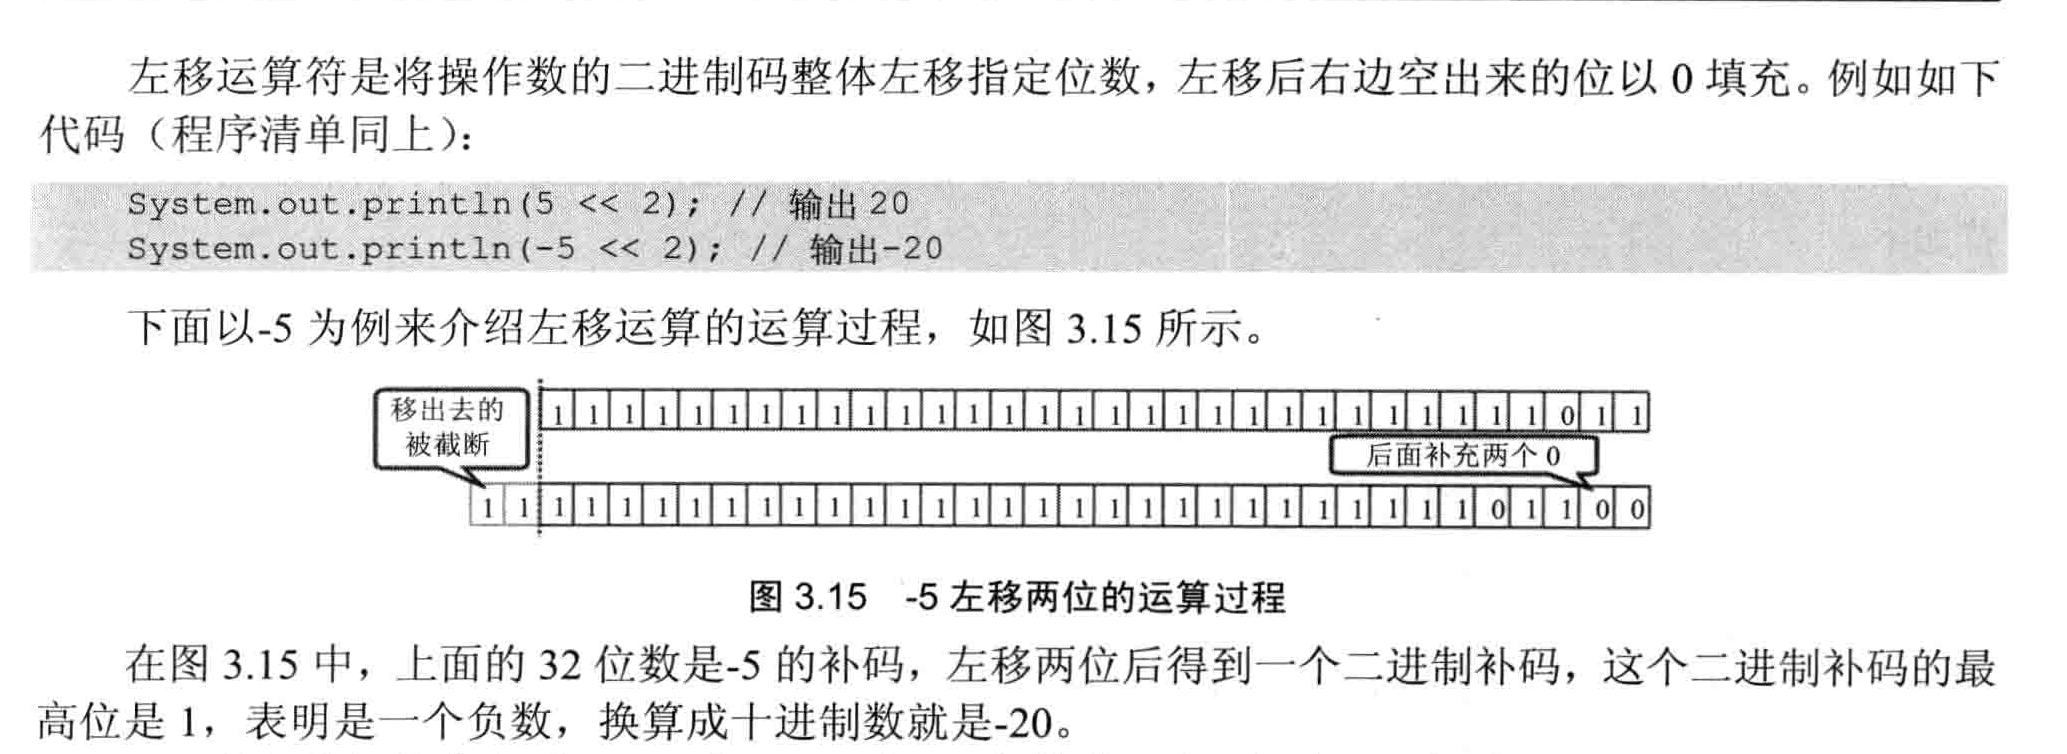 左移运算符是将操作数的二进制码整体左移指定位数，左移后右边空出来的位以 0 填充。例如如下
代码（程序清单同上）：
System.out.println(5 << 2); // 输出 20
System.out.println(-5 << 2); // 输出-20
下面以-5 为例来介绍左移运算的运算过程，如图 3.15 所示。
移出去的
被截断
1 1 1 1 1 1 1 1 1 1 1 1 1 1 1 1 1 1 1 1 1 1 1 1 1 1 1 1 1 0 1 1
后面补充两个 0
1 1 1 1 1 1 1 1 1 1 1 1 1 1 1 1 1 1 1 1 1 1 1 1 1 1 1 1 1 0 1 1 0 0
图 3.15 -5 左移两位的运算过程
在图 3.15 中，上面的 32 位数是-5 的补码，左移两位后得到一个二进制补码，这个二进制补码的最
高位是 1，表明是一个负数，换算成十进制数就是-20。